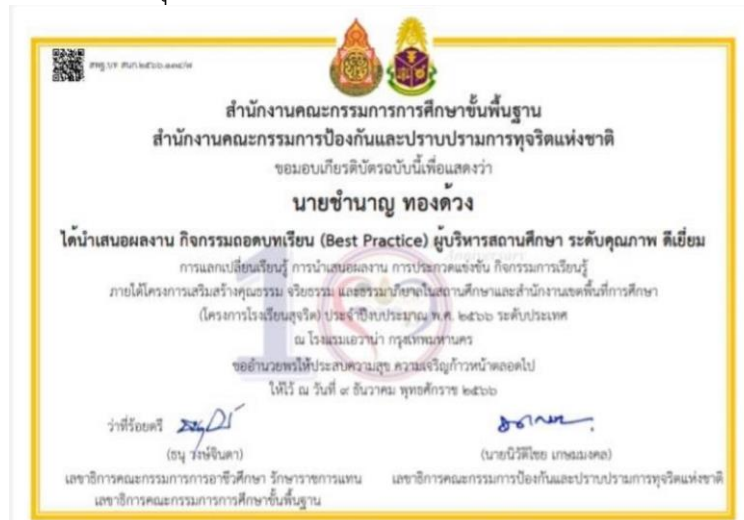 สำนักงานคณะกรรมการการศึกษาขั้นพื้นฐาน
สำนักงานคณะกรรมการป้องกันและปราบปรามการทุจริตแห่งชาติ
ขอมอบเกียรติบัตรฉบับนี้เพื่อแสดงว่า
นายชำนาญ ทองด้วง
ได้นำเสนอผลงาน กิจกรรมถอดบทเรียน (Best Practice) ผู้บริหารสถานศึกษา ระดับคุณภาพ ดีเยี่ยม
การแลกเปลี่ยนเรียนรู้ การนำเสนอผลงาน การประกวดแข่งขัน กิจกรรมการเรียนรู้
ภายใต้โครงการเสริมสร้างคุณธรรม จริยธรรม และธรรมาภิบาลในสถานศึกษาและสำนักงานเขตพื้นที่การศึกษา
(โครงการโรงเรียนสุจริต) ประจำปีงบประมาณ พ.ศ. ๒๕๖๖ ระดับประเทศ
ณ โรงแรมเอวาน่า กรุงเทพมหานคร
ขออำนวยพรให้ประสบความสุข ความเจริญก้าวหน้าตลอดไป
ให้ไว้ ณ วันที่ ๙ ธันวาคม พุทธศักราช ๒๕๖๖
ว่าที่ร้อยตรี
(ธนุ วงษ์จินดา)
เลขาธิการคณะกรรมการการอาชีวศึกษา รักษาราชการแทน
เลขาธิการคณะกรรมการการศึกษาขั้นพื้นฐาน
(นายนิวัติไชย เกษมมงคล)
เลขาธิการคณะกรรมการป้องกันและปราบปรามการทุจริตแห่งชาติ